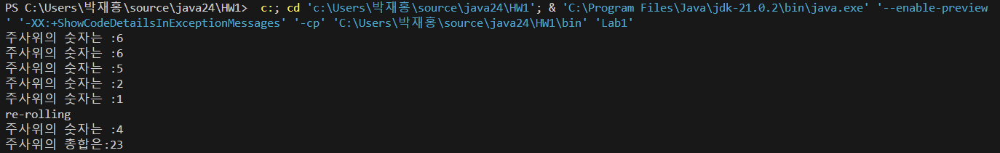 PS C:\Users\박재홍\source\java24\HW1>  c:; cd 'c:\Users\박재홍\source\java24\HW1'; & 'C:\Program Files\Java\jdk-21.0.2\bin\java.exe' '--enable-preview
' '-XX:+ShowCodeDetailsInExceptionMessages' '-cp' 'C:\Users\박재홍\source\java24\HW1\bin' 'Lab1'
주사위의 숫자는 :6
주사위의 숫자는 :6
주사위의 숫자는 :5
주사위의 숫자는 :2
주사위의 숫자는 :1
re-rolling
주사위의 숫자는 :4
주사위의 총합은:23